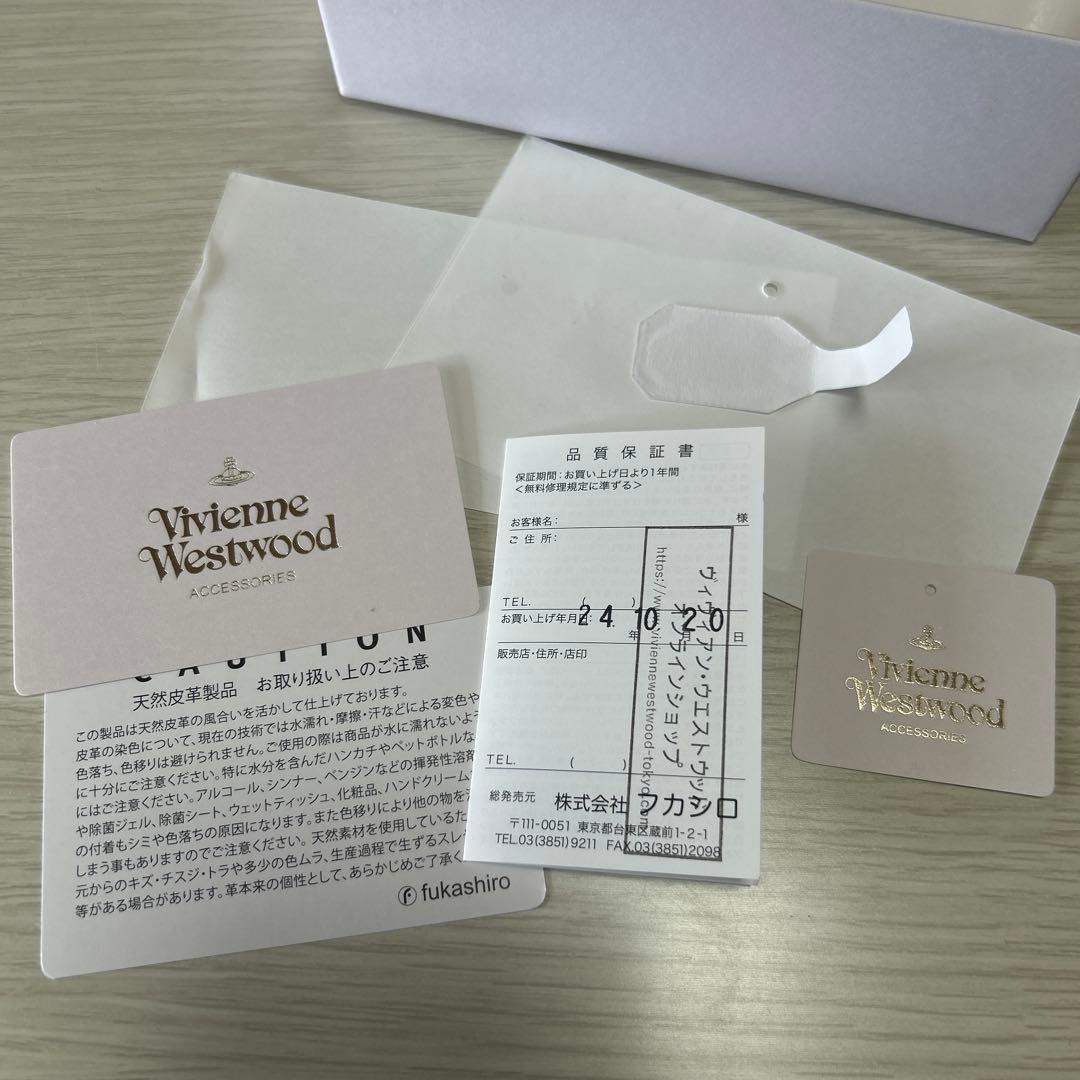 Vivienne
Westwood
ACCESSORIES
CAUTION
天然皮革製品 お取り扱い上のご注意
この製品は天然皮革の風合いを活かして仕上げております。
皮革の染色について、現在の技術では水濡れ・摩擦・汗などによる変色や
色落ち、色移りは避けられません。ご使用の際は商品が水に濡れないよ
に十分にご注意ください。特に水分を含んだハンカチやペットボトルな
にはご注意ください。アルコール、シンナー、ベンジンなどの揮発性溶剤
や除菌ジェル、除菌シート、ウェットティッシュ、化粧品、ハンドクリーム
の付着もシミや色落ちの原因になります。また色移りにより他の物を
しまう事もありますのでご注意ください。天然素材を使用しているた
元からのキズ・チスジ・トラや多少の色ムラ、生産過程で生ずるスレ
等がある場合があります。革本来の個性として、あらかじめご了承く
fukashiro
品質保証書
保証期間：お買い上げ日より1年間
＜無料修理規定に準ずる＞
お客様名： 様
ご住所：
TEL. ( )
お買い上げ年月日： 年 月 日
24 10 20
販売店・住所・店印
TEL. ( )
総発売元 株式会社 フカシロ
〒111-0051 東京都台東区蔵前1-2-1
TEL.03(3851)9211 FAX.03(3851)2098
ヴィヴィアン・ウエストウッド
オンラインショップ
https://www.viviennewestwood-tokyo.com
Vivienne
Westwood
ACCESSORIES